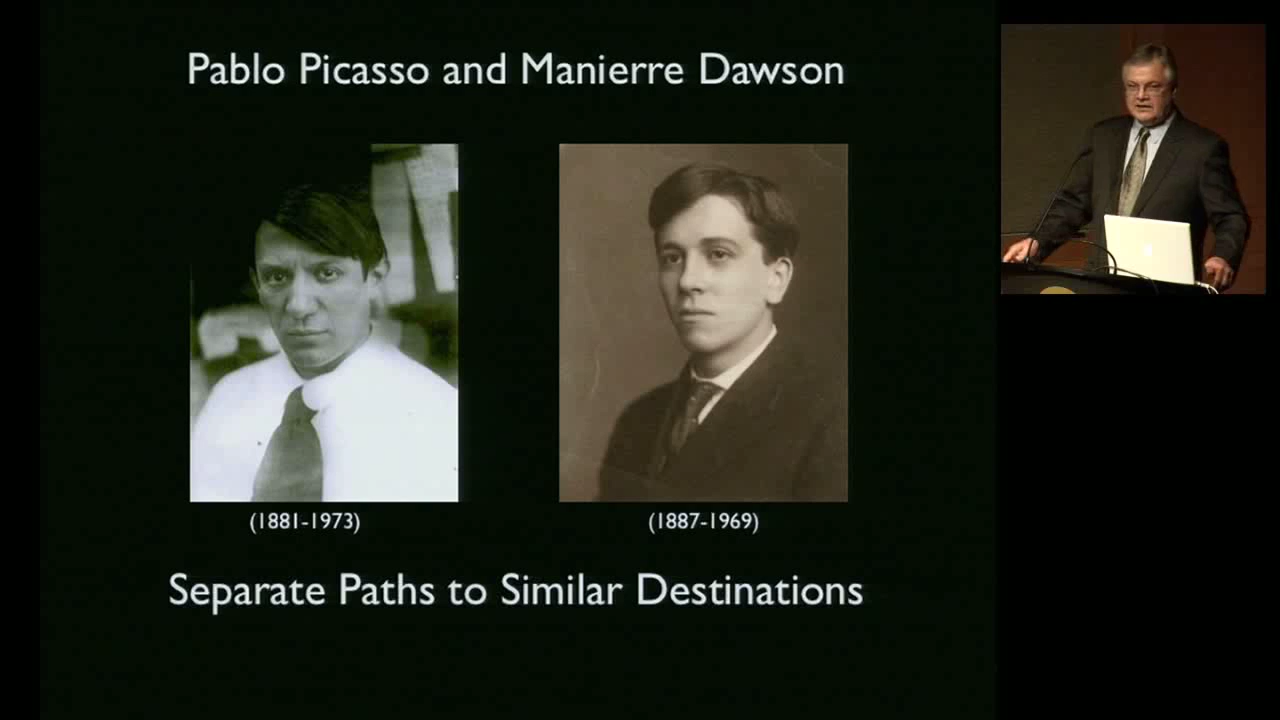 Pablo Picasso and Manierre Dawson
(1881-1973)
(1887-1969)
Separate Paths to Similar Destinations